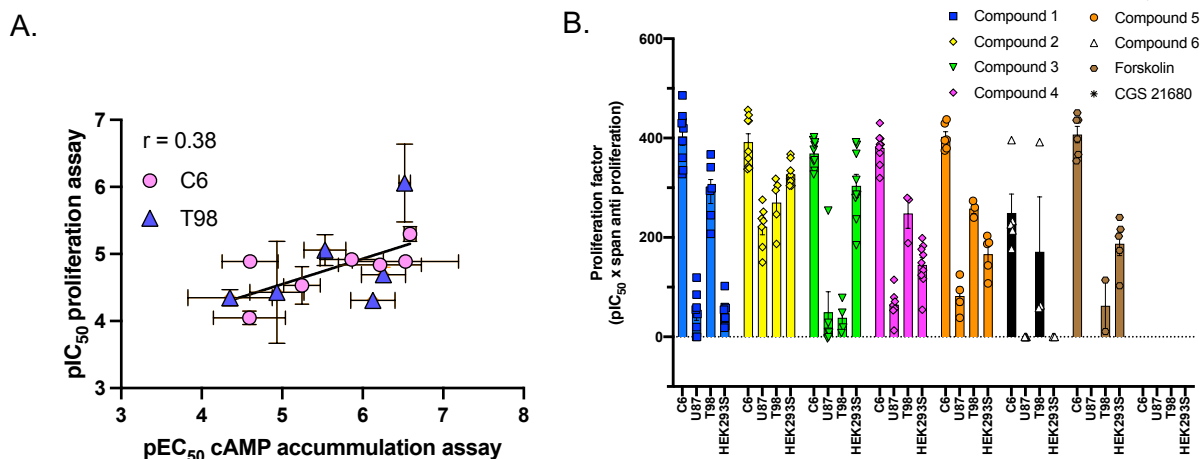 A.
r = 0.38
C6
T98
pIC50 proliferation assay
7
6
5
4
3
3 4 5 6 7 8
pEC50 cAMP accumulation assay
B.
Compound 1
Compound 2
Compound 3
Compound 4
Compound 5
Compound 6
Forskolin
CGS 21680
Proliferation factor
(pIC50 x span anti proliferation)
600
400
200
0
C6
U87
T98
HEK293S
C6
U87
T98
HEK293S
C6
U87
T98
HEK293S
C6
U87
T98
HEK293S
C6
U87
T98
HEK293S
C6
U87
T98
HEK293S
C6
U87
T98
HEK293S
C6
U87
T98
HEK293S